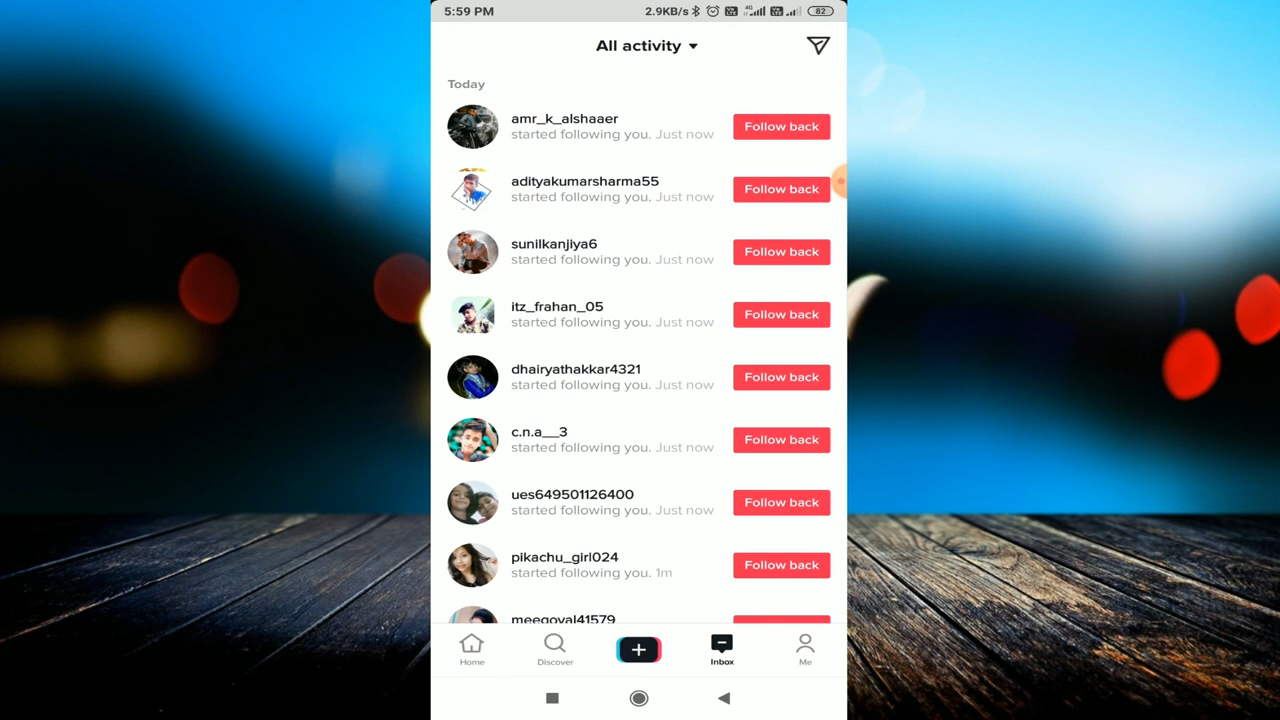 5:59 PM 2.9KB/s 4G 82
All activity
Today
amr_k_alshaaer
started following you. Just now
Follow back
adityakumarsharma55
started following you. Just now
Follow back
sunilkanjiya6
started following you. Just now
Follow back
itz_frahan_05
started following you. Just now
Follow back
dhairyathakkar4321
started following you. Just now
Follow back
c.n.a__3
started following you. Just now
Follow back
ues649501126400
started following you. Just now
Follow back
pikachu_girl024
started following you. 1m
Follow back
meegoyal41579
Home Discover Inbox Me